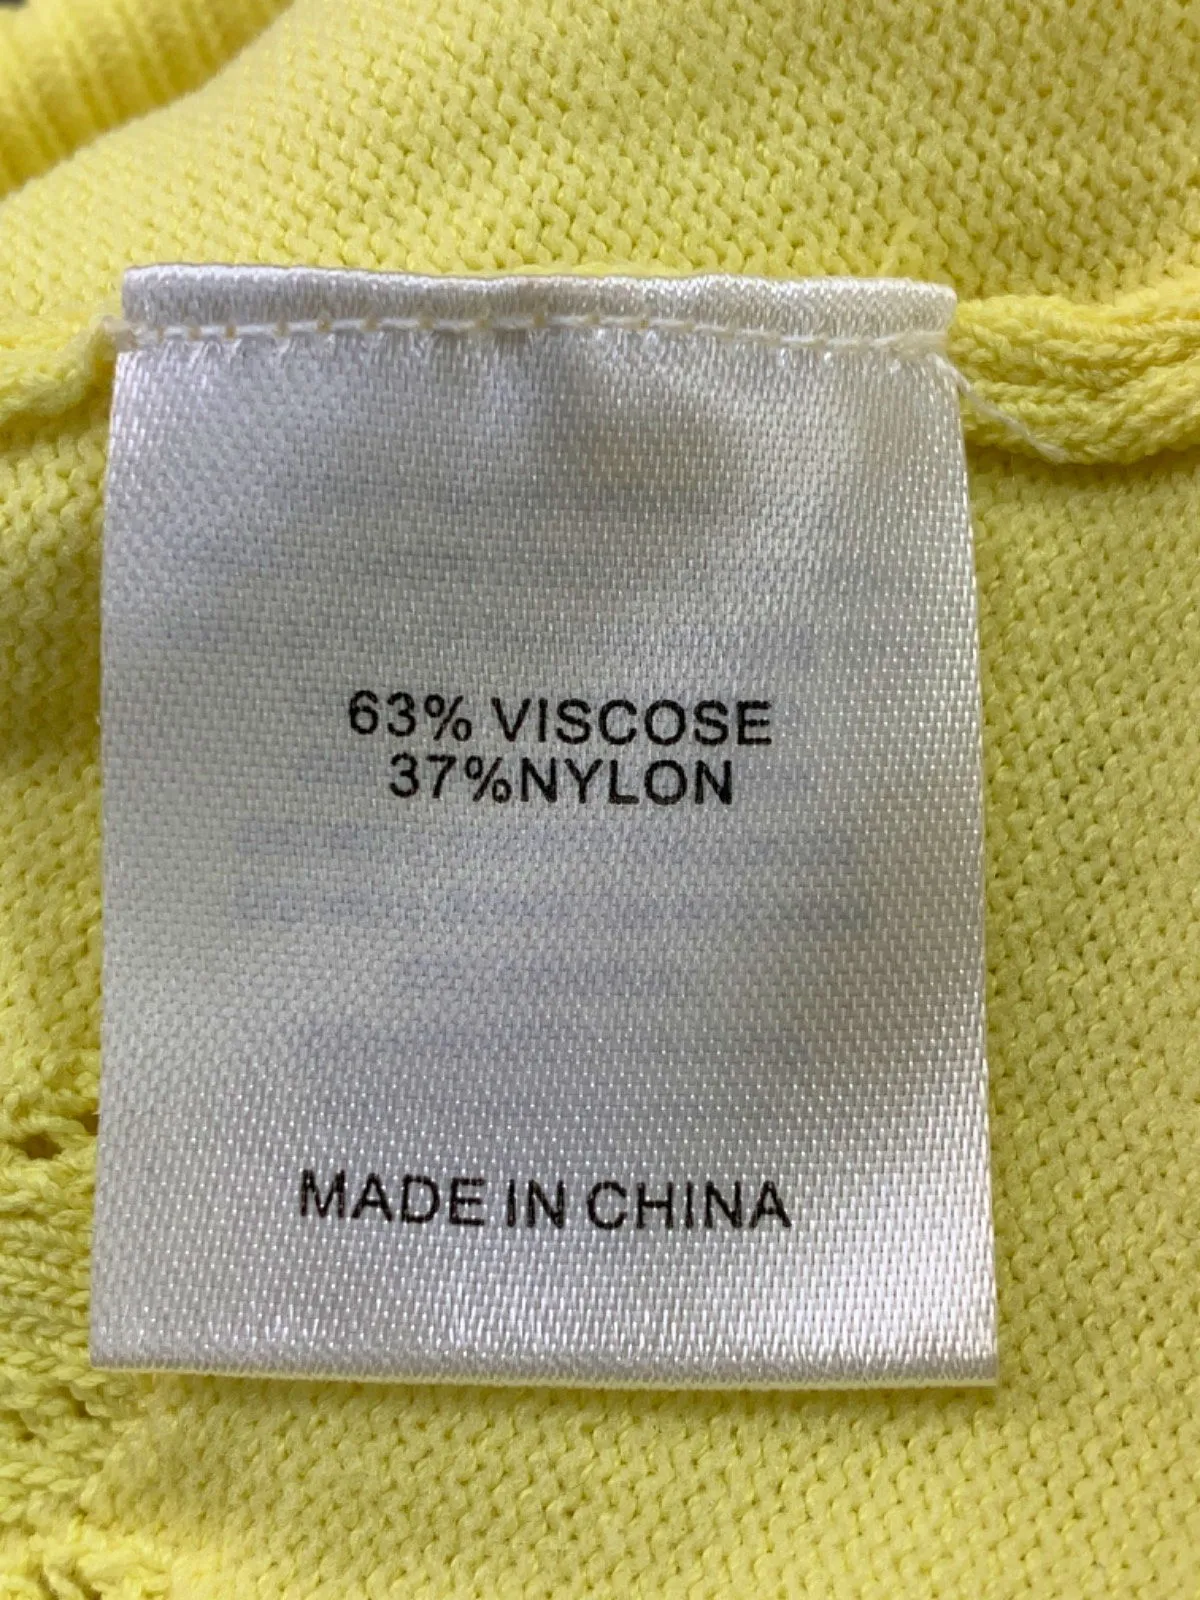 63% VISCOSE
37%NYLON
MADE IN CHINA